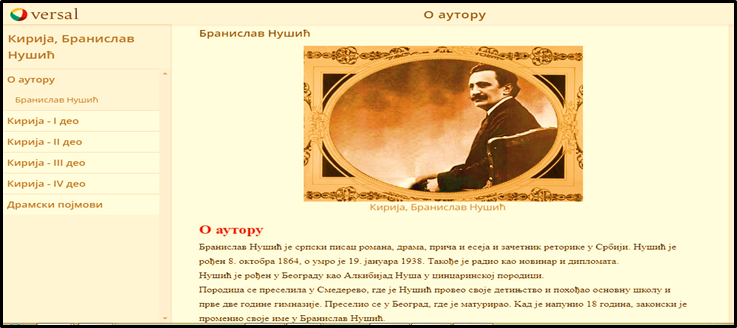 versal
О аутору
Кирија, Бранислав
Нушић
О аутору
Бранислав Нушић
Кирија - I део
Кирија - II део
Кирија - III део
Кирија - IV део
Драмски појмови
Бранислав Нушић
Кирија, Бранислав Нушић
О аутору
Бранислав Нушић је српски писац романа, драма, прича и есеја и зачетник реторике у Србији. Нушић је
рођен 8. октобра 1864, о умро је 19. јануара 1938. Такође је радио као новинар и дипломата.
Нушић је рођен у Београду као Алкибијад Нуша у цинцаринској породици.
Породица се преселила у Смедерево, где је Нушић провео своје детињство и похођао основну школу и
прве две године гимназије. Преселио се у Београд, где је матурирао. Кад је напунио 18 година, законски је
променио своје име у Бранислав Нушић.